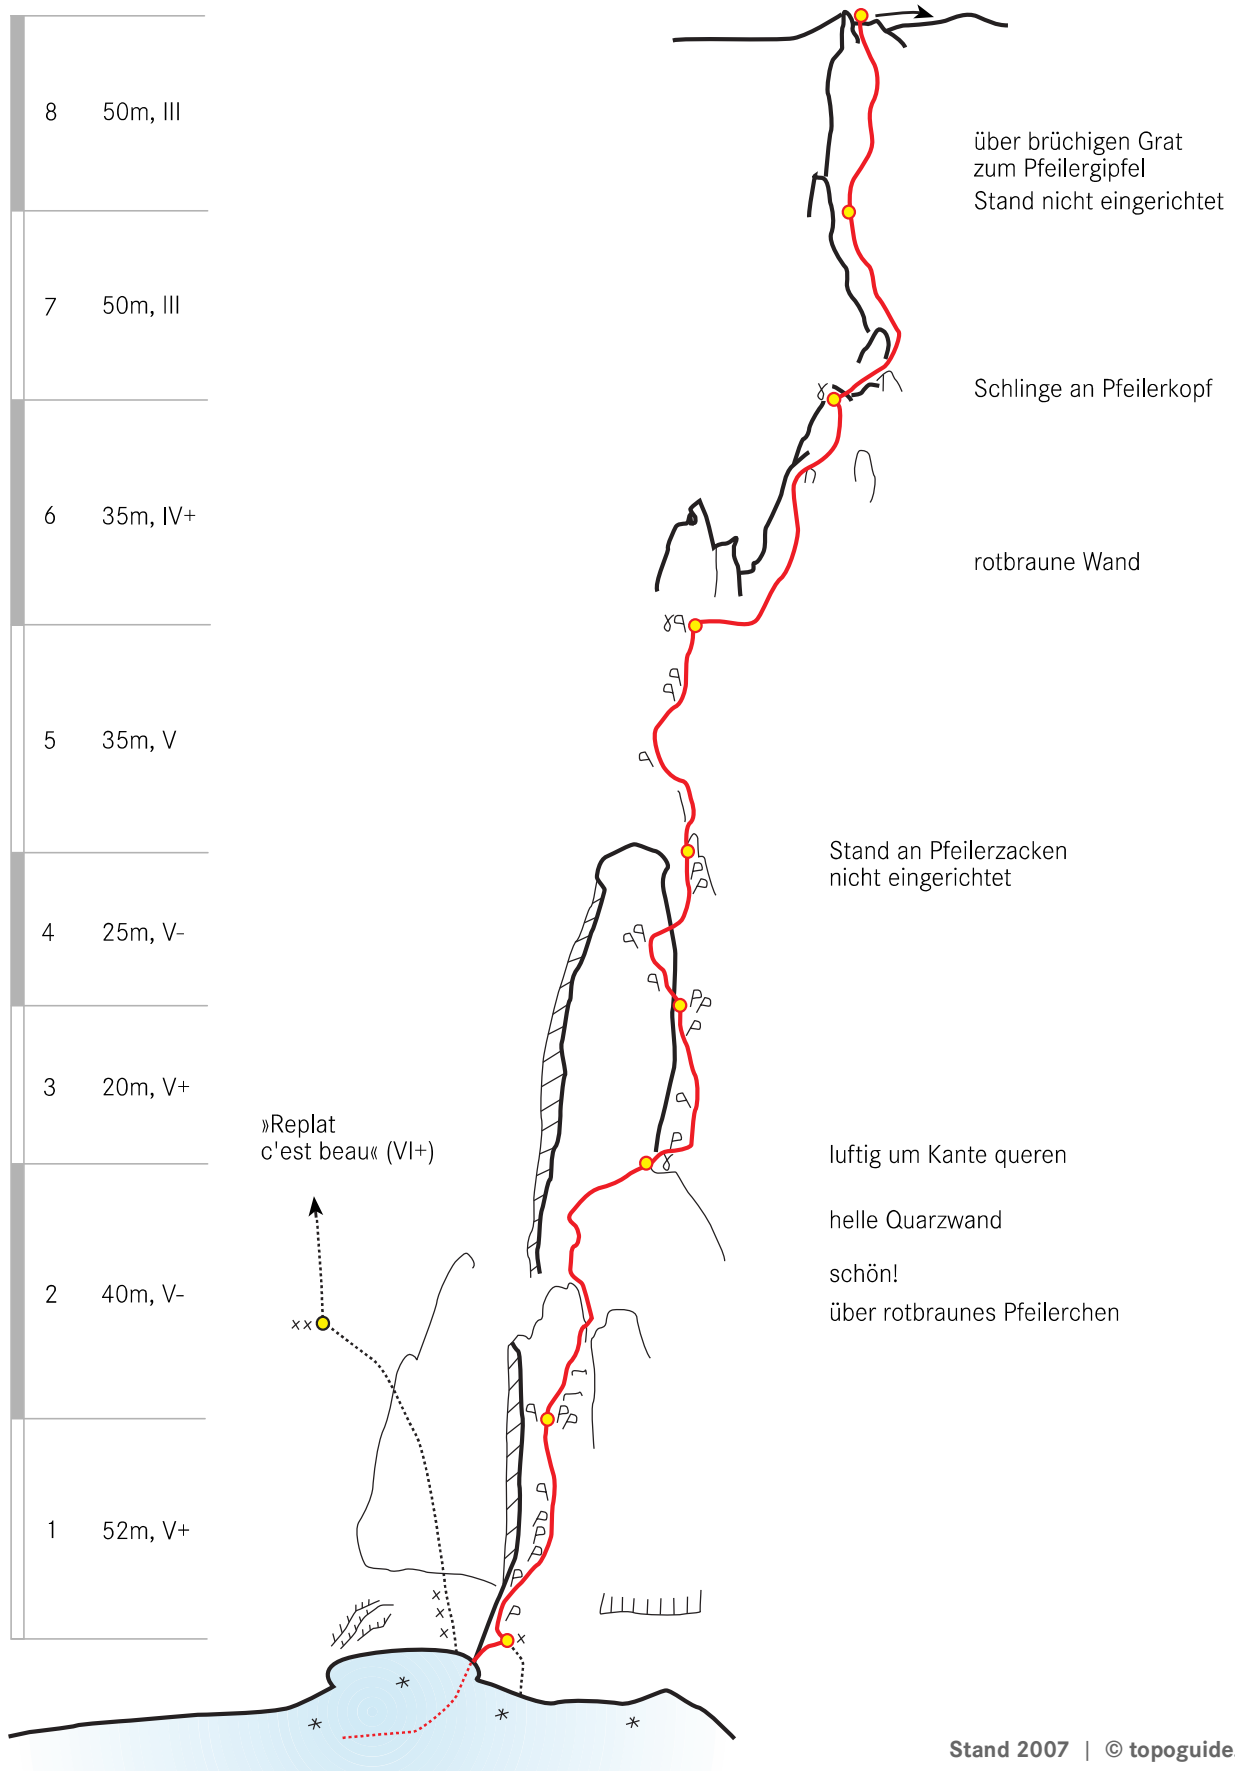 8 50m, III
über brüchigen Grat
zum Pfeilergipfel
Stand nicht eingerichtet
7 50m, III
Schlinge an Pfeilerkopf
6 35m, IV+
rotbraune Wand
5 35m, V
Stand an Pfeilerzacken
nicht eingerichtet
4 25m, V-
3 20m, V+
»Replat
c'est beau« (VI+)
luftig um Kante queren
helle Quarzwand
schön!
2 40m, V-
über rotbraunes Pfeilerchen
1 52m, V+
Stand 2007 | © topoguide.